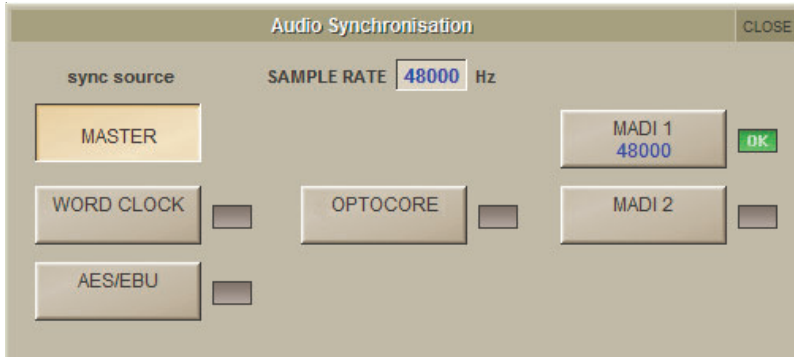 Audio Synchronisation
CLOSE
sync source
SAMPLE RATE 48000 Hz
MASTER
MADI 1
48000
OK
WORD CLOCK
OPTOCORE
MADI 2
AES/EBU